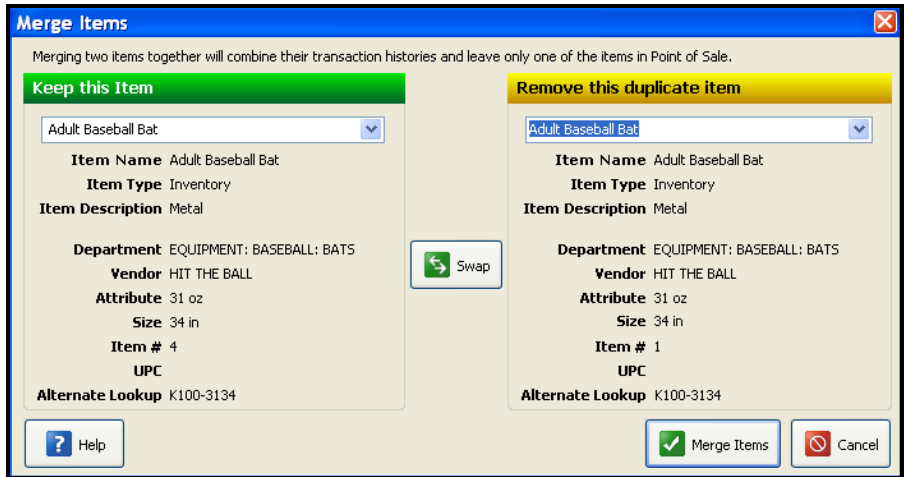 Merge Items
Merging two items together will combine their transaction histories and leave only one of the items in Point of Sale.
Keep this Item
Adult Baseball Bat
Item Name Adult Baseball Bat
Item Type Inventory
Item Description Metal
Department EQUIPMENT: BASEBALL: BATS
Vendor HIT THE BALL
Attribute 31 oz
Size 34 in
Item # 4
UPC
Alternate Lookup K100-3134
Swap
Remove this duplicate item
Adult Baseball Bat
Item Name Adult Baseball Bat
Item Type Inventory
Item Description Metal
Department EQUIPMENT: BASEBALL: BATS
Vendor HIT THE BALL
Attribute 31 oz
Size 34 in
Item # 1
UPC
Alternate Lookup K100-3134
? Help
Merge Items
Cancel